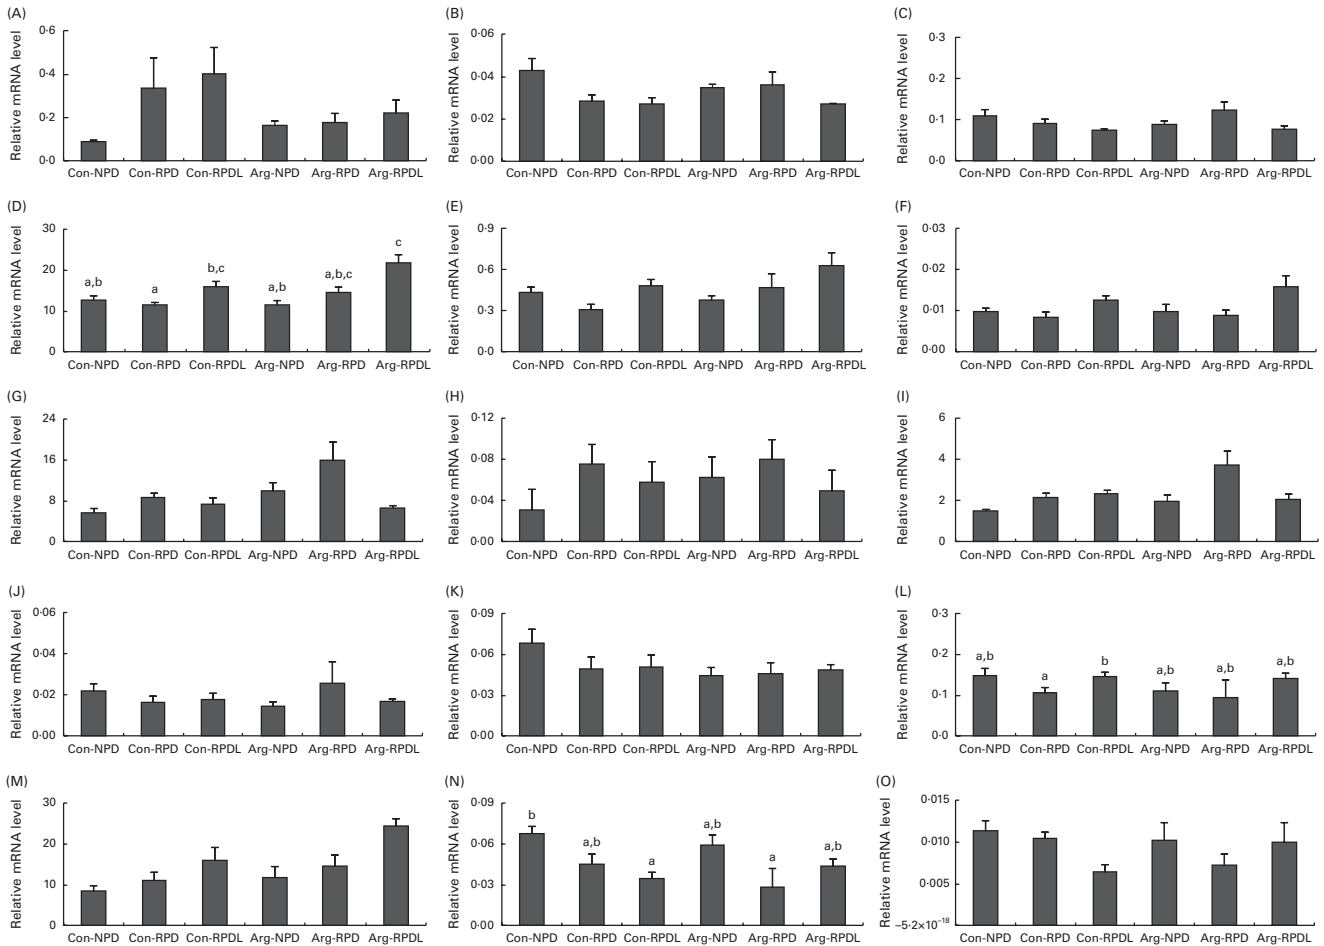 (A)
Relative mRNA level
0·6
0·4
0·2
0·0
Con-NPD Con-RPD Con-RPDL Arg-NPD Arg-RPD Arg-RPDL
(B)
Relative mRNA level
0·06
0·04
0·02
0·00
Con-NPD Con-RPD Con-RPDL Arg-NPD Arg-RPD Arg-RPDL
(C)
Relative mRNA level
0·3
0·2
0·1
0·0
Con-NPD Con-RPD Con-RPDL Arg-NPD Arg-RPD Arg-RPDL
(D)
Relative mRNA level
30
20
10
0
a,b a b,c a,b a,b,c c
Con-NPD Con-RPD Con-RPDL Arg-NPD Arg-RPD Arg-RPDL
(E)
Relative mRNA level
0·9
0·6
0·3
0·0
Con-NPD Con-RPD Con-RPDL Arg-NPD Arg-RPD Arg-RPDL
(F)
Relative mRNA level
0·03
0·02
0·01
0·00
Con-NPD Con-RPD Con-RPDL Arg-NPD Arg-RPD Arg-RPDL
(G)
Relative mRNA level
24
16
8
0
Con-NPD Con-RPD Con-RPDL Arg-NPD Arg-RPD Arg-RPDL
(H)
Relative mRNA level
0·12
0·08
0·04
0·00
Con-NPD Con-RPD Con-RPDL Arg-NPD Arg-RPD Arg-RPDL
(I)
Relative mRNA level
6
4
2
0
Con-NPD Con-RPD Con-RPDL Arg-NPD Arg-RPD Arg-RPDL
(J)
Relative mRNA level
0·06
0·04
0·02
0·00
Con-NPD Con-RPD Con-RPDL Arg-NPD Arg-RPD Arg-RPDL
(K)
Relative mRNA level
0·09
0·06
0·03
0·00
Con-NPD Con-RPD Con-RPDL Arg-NPD Arg-RPD Arg-RPDL
(L)
Relative mRNA level
0·3
0·2
0·1
0·0
a,b a b a,b a,b a,b
Con-NPD Con-RPD Con-RPDL Arg-NPD Arg-RPD Arg-RPDL
(M)
Relative mRNA level
30
20
10
0
Con-NPD Con-RPD Con-RPDL Arg-NPD Arg-RPD Arg-RPDL
(N)
Relative mRNA level
0·09
0·06
0·03
0·00
b a,b a a,b a a,b
Con-NPD Con-RPD Con-RPDL Arg-NPD Arg-RPD Arg-RPDL
(O)
Relative mRNA level
0·015
0·010
0·005
−5·2×10⁻¹⁸
Con-NPD Con-RPD Con-RPDL Arg-NPD Arg-RPD Arg-RPDL